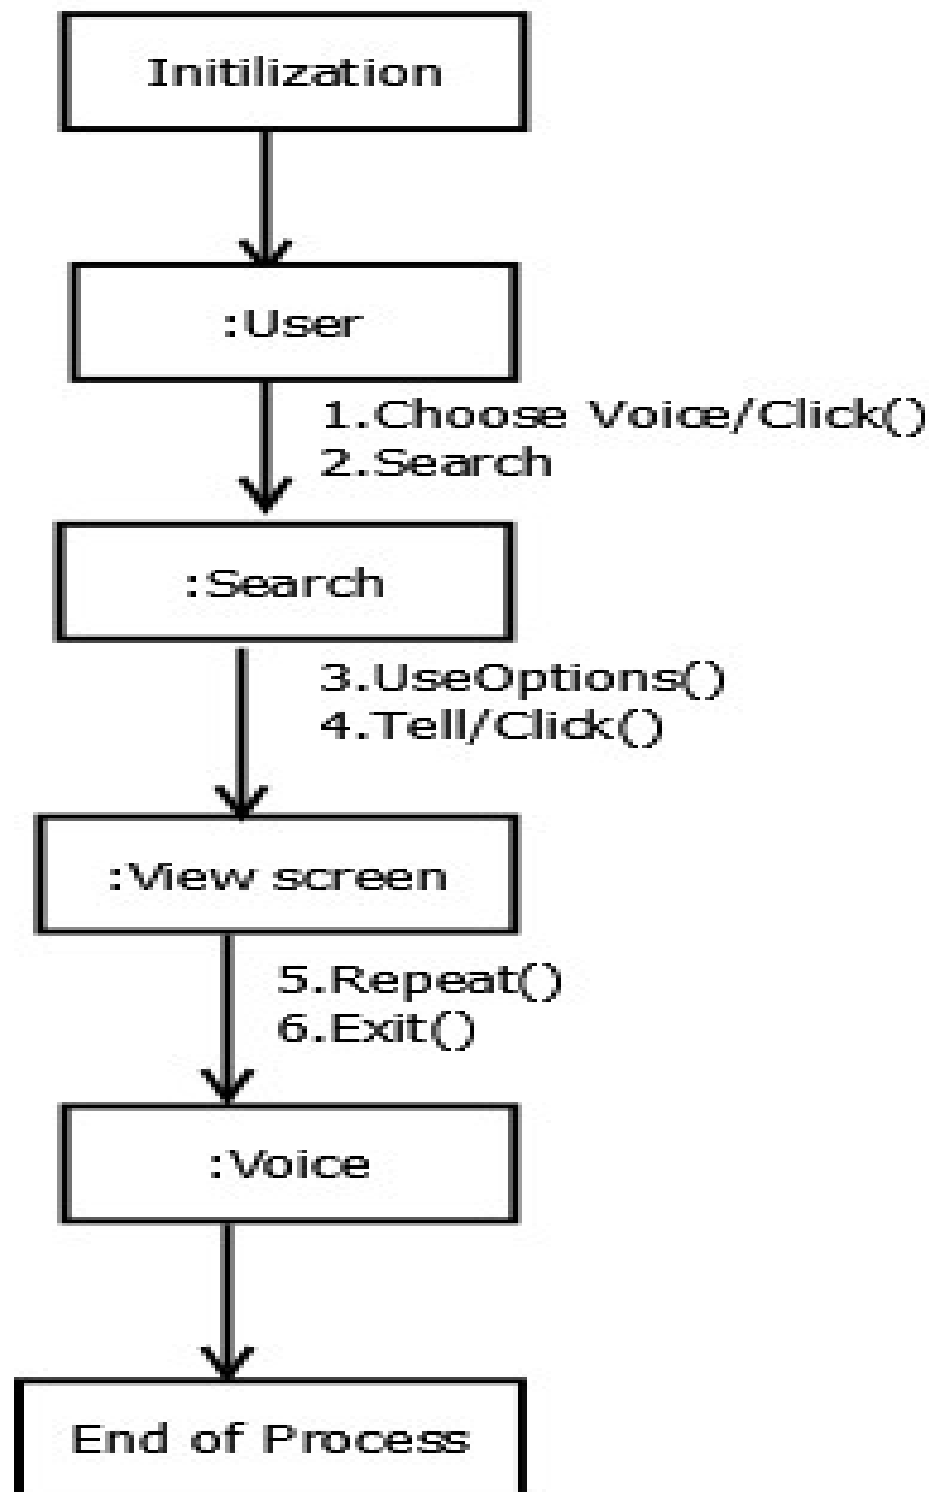 Initilization
:User
1.Choose Voice/Click()
2.Search
:Search
3.UseOptions()
4.Tell/Click()
:View screen
5.Repeat()
6.Exit()
:Voice
End of Process